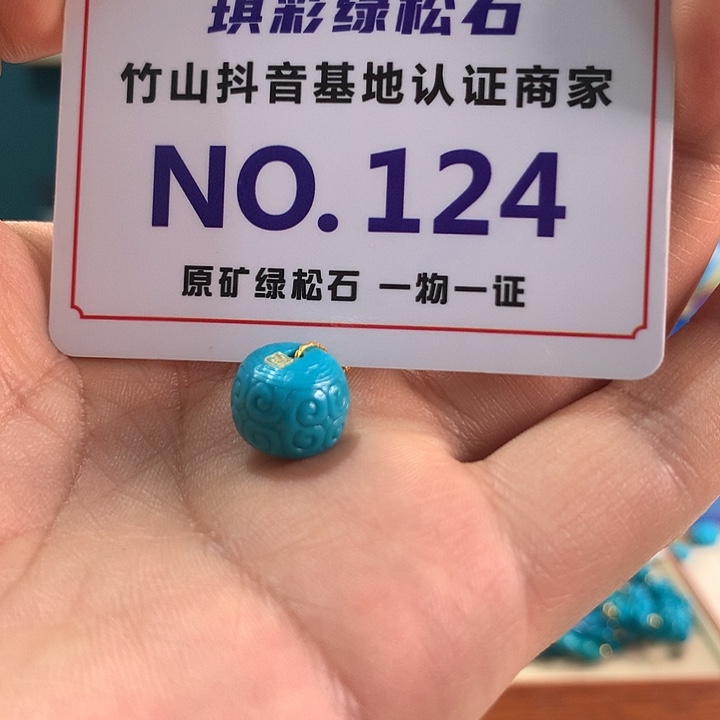 琪彩绿松石
竹山抖音基地认证商家
NO.124
原矿绿松石 一物一证